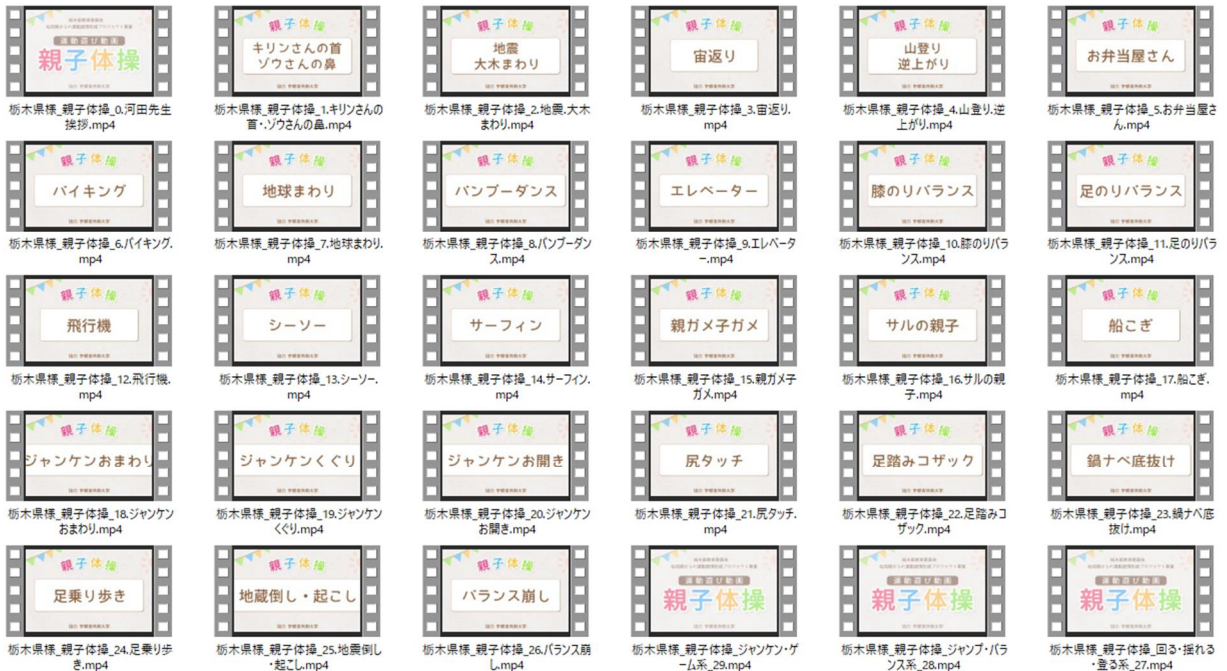 運動遊び動画
親子体操
栃木県様_親子体操_0.河田先生
挨拶.mp4
親子体操
キリンさんの首
ゾウさんの鼻
栃木県様_親子体操_1.キリンさんの
首・ゾウさんの鼻.mp4
親子体操
地震
大木まわり
栃木県様_親子体操_2.地震.大木
まわり.mp4
親子体操
宙返り
栃木県様_親子体操_3.宙返り.
mp4
親子体操
山登り
逆上がり
栃木県様_親子体操_4.山登り.逆
上がり.mp4
親子体操
お弁当屋さん
栃木県様_親子体操_5.お弁当屋さ
ん.mp4
親子体操
バイキング
栃木県様_親子体操_6.バイキング.
mp4
親子体操
地球まわり
栃木県様_親子体操_7.地球まわり.
mp4
親子体操
バンブーダンス
栃木県様_親子体操_8.バンブーダン
ス.mp4
親子体操
エレベーター
栃木県様_親子体操_9.エレベータ
ー.mp4
親子体操
膝のりバランス
栃木県様_親子体操_10.膝のりバラ
ンス.mp4
親子体操
足のりバランス
栃木県様_親子体操_11.足のりバラ
ンス.mp4
親子体操
飛行機
栃木県様_親子体操_12.飛行機.
mp4
親子体操
シーソー
栃木県様_親子体操_13.シーソー.
mp4
親子体操
サーフィン
栃木県様_親子体操_14.サーフィン.
mp4
親子体操
親ガメ子ガメ
栃木県様_親子体操_15.親ガメ子
ガメ.mp4
親子体操
サルの親子
栃木県様_親子体操_16.サルの親
子.mp4
親子体操
船こぎ
栃木県様_親子体操_17.船こぎ.
mp4
親子体操
ジャンケンおまわり
栃木県様_親子体操_18.ジャンケン
おまわり.mp4
親子体操
ジャンケンくぐり
栃木県様_親子体操_19.ジャンケン
くぐり.mp4
親子体操
ジャンケンお開き
栃木県様_親子体操_20.ジャンケン
お開き.mp4
親子体操
尻タッチ
栃木県様_親子体操_21.尻タッチ.
mp4
親子体操
足踏みコザック
栃木県様_親子体操_22.足踏みコ
ザック.mp4
親子体操
鍋ナベ底抜け
栃木県様_親子体操_23.鍋ナベ底
抜け.mp4
親子体操
足乗り歩き
栃木県様_親子体操_24.足乗り歩
き.mp4
親子体操
地蔵倒し・起こし
栃木県様_親子体操_25.地震倒し
・起こし.mp4
親子体操
バランス崩し
栃木県様_親子体操_26.バランス崩
し.mp4
運動遊び動画
親子体操
栃木県様_親子体操_ジャンケン・ゲ
ーム系_29.mp4
運動遊び動画
親子体操
栃木県様_親子体操_ジャンプ・バラ
ンス系_28.mp4
運動遊び動画
親子体操
栃木県様_親子体操_回る・揺れる
・登る系_27.mp4